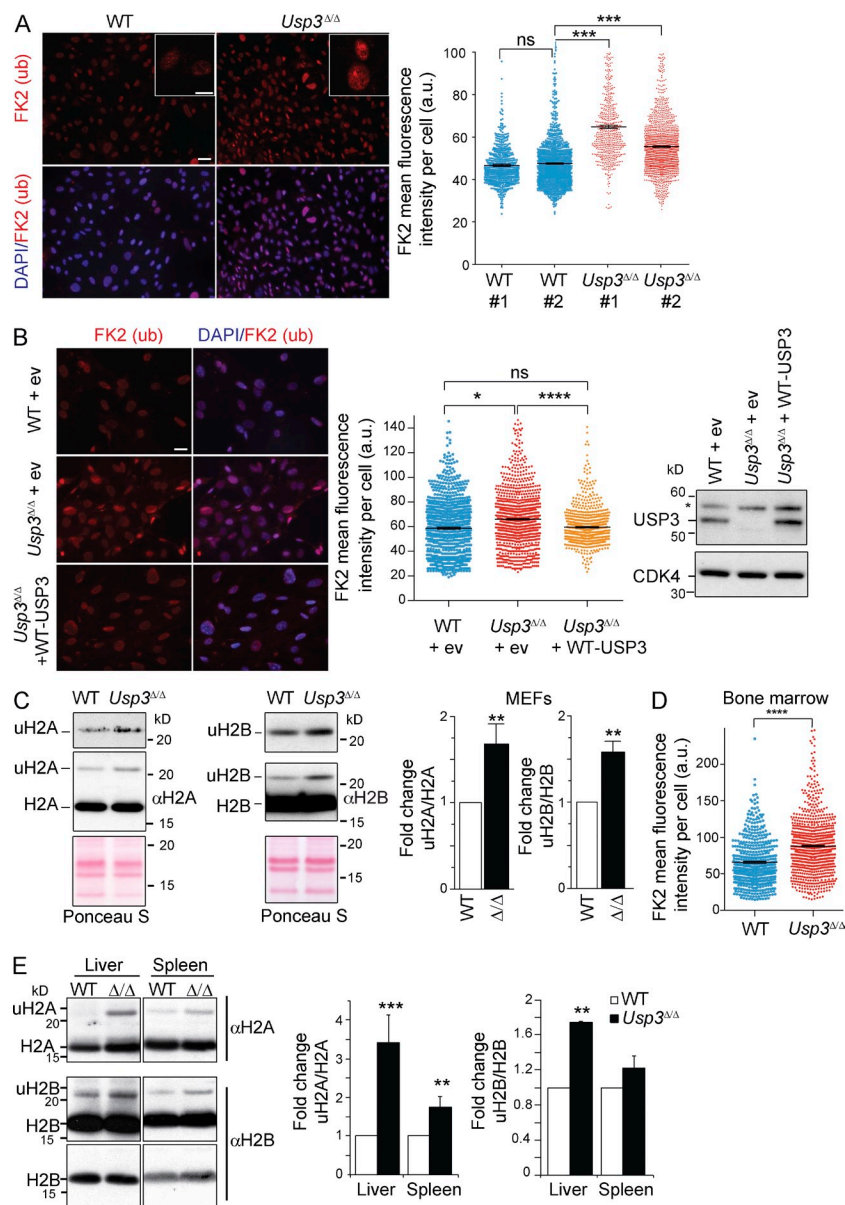 A
WT
Usp3Δ/Δ
FK2 (ub)
DAPI/FK2 (ub)
FK2 mean fluorescence
intensity per cell (a.u.)
100
80
60
40
20
0
ns
***
***
WT
#1
WT
#2
Usp3Δ/Δ
#1
Usp3Δ/Δ
#2
B
FK2 (ub)
DAPI/FK2 (ub)
WT + ev
Usp3Δ/Δ + ev
Usp3Δ/Δ
+WT-USP3
FK2 mean fluorescence
intensity per cell (a.u.)
140
120
100
80
60
40
20
0
ns
*
****
WT
+ ev
Usp3Δ/Δ
+ ev
Usp3Δ/Δ
+ WT-USP3
WT + ev
Usp3Δ/Δ + ev
Usp3Δ/Δ + WT-USP3
kD
60
*
USP3
50
CDK4
30
C
WT Usp3Δ/Δ
kD
uH2A
20
uH2A
20
H2A
αH2A
15
20
15
Ponceau S
WT Usp3Δ/Δ
uH2B
uH2B
H2B
αH2B
Ponceau S
MEFs
Fold change
uH2A/H2A
2
1
0
**
WT
Δ/Δ
Fold change
uH2B/H2B
2
1
0
**
WT
Δ/Δ
D
Bone marrow
****
FK2 mean fluorescence
intensity per cell (a.u.)
200
150
100
50
0
WT
Usp3Δ/Δ
E
Liver
Spleen
kD
WT Δ/Δ
WT Δ/Δ
uH2A
20
H2A
15
αH2A
uH2B
20
H2B
15
αH2B
H2B
15
Fold change
uH2A/H2A
4
3
2
1
0
***
**
Liver
Spleen
Fold change
uH2B/H2B
2
1.6
1.2
0.8
0.4
0
**
Liver
Spleen
WT
Usp3Δ/Δ